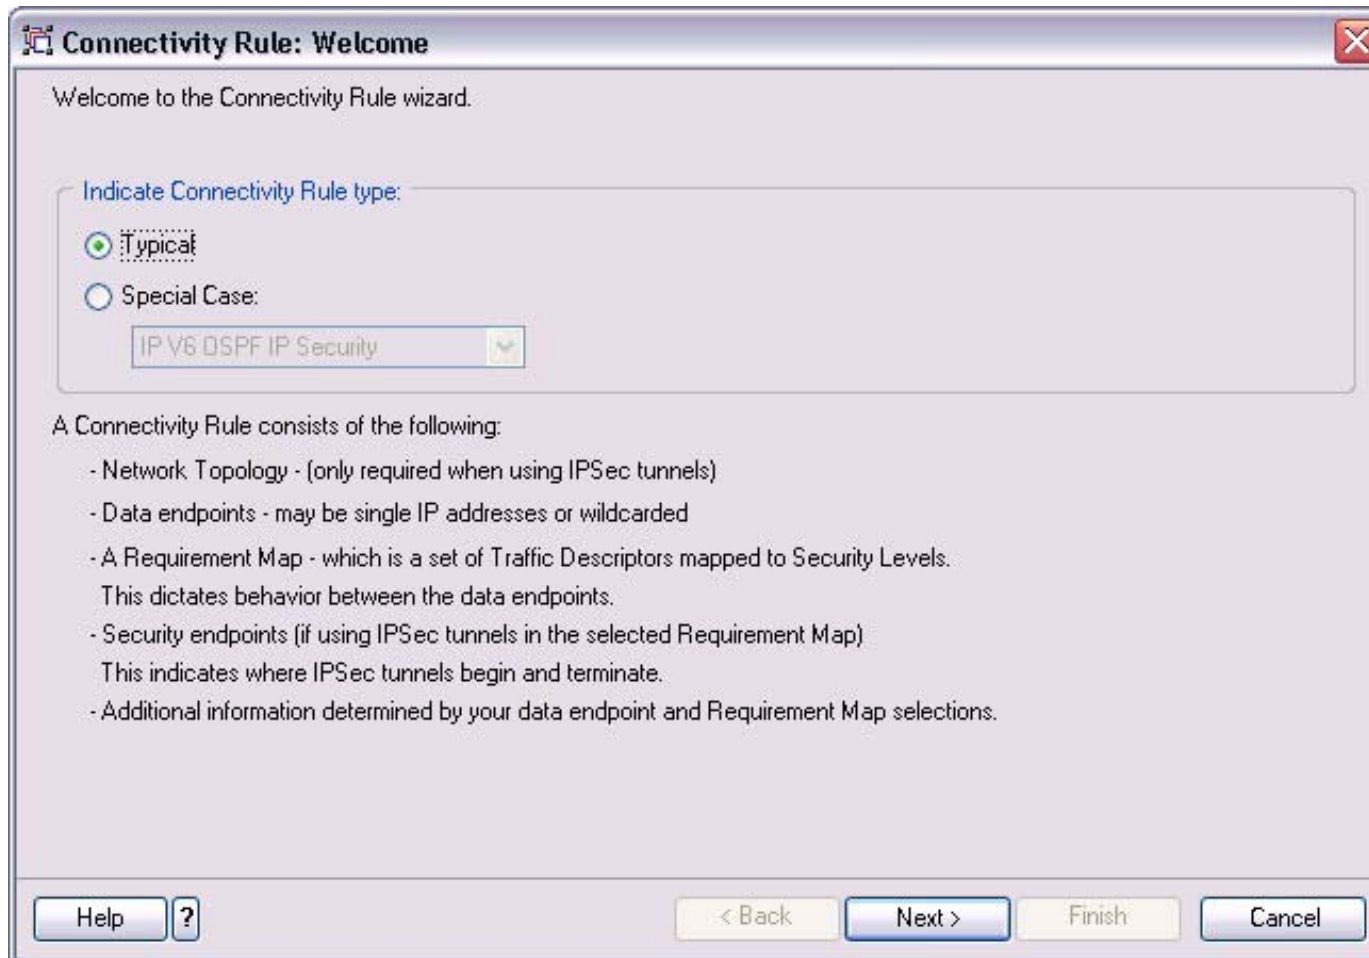 Connectivity Rule: Welcome
Welcome to the Connectivity Rule wizard.
Indicate Connectivity Rule type:
Typical
Special Case:
IP V6 OSPF IP Security
A Connectivity Rule consists of the following:
- Network Topology - (only required when using IPSec tunnels)
- Data endpoints - may be single IP addresses or wildcarded
- A Requirement Map - which is a set of Traffic Descriptors mapped to Security Levels.
This dictates behavior between the data endpoints.
- Security endpoints (if using IPSec tunnels in the selected Requirement Map)
This indicates where IPSec tunnels begin and terminate.
- Additional information determined by your data endpoint and Requirement Map selections.
Help ? < Back Next > Finish Cancel